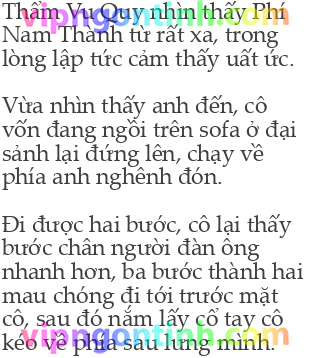 Thẩm Vu Quy nhìn thấy Phí
Nam Thành từ rất xa, trong
lòng lập tức cảm thấy uất ức.
Vừa nhìn thấy anh đến, cô
vốn đang ngồi trên sofa ở đại
sảnh lại đứng lên, chạy về
phía anh nghênh đón.
Đi được hai bước, cô lại thấy
bước chân người đàn ông
nhanh hơn, ba bước thành hai
mau chóng đi tới trước mặt
cô, sau đó nắm lấy cổ tay cô
kéo về phía sau lưng mình.
vipngontinh.com
vipngontinh.com